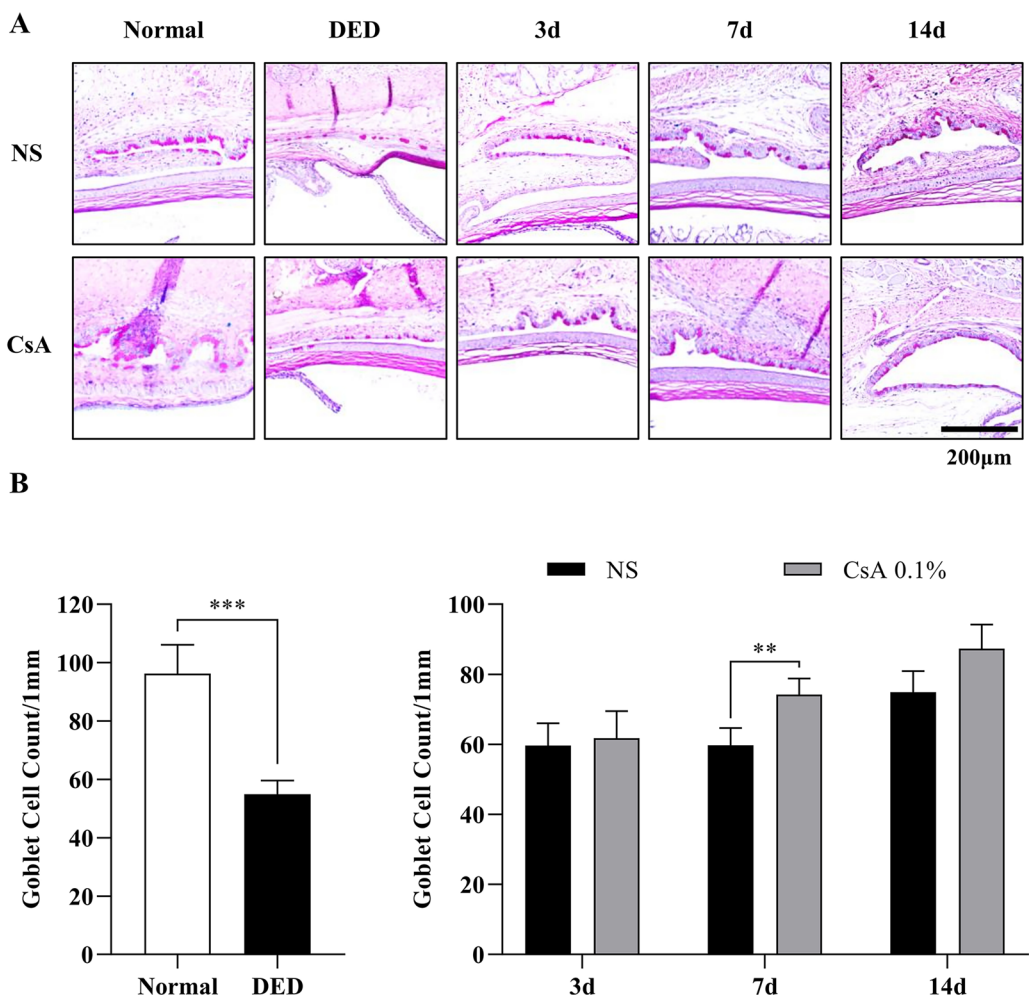 A
Normal DED 3d 7d 14d
NS
CsA
200μm
B
NS CsA 0.1%
Goblet Cell Count/1mm
120
100
80
60
40
20
0
***
Normal DED
Goblet Cell Count/1mm
100
80
60
40
20
0
**
3d 7d 14d